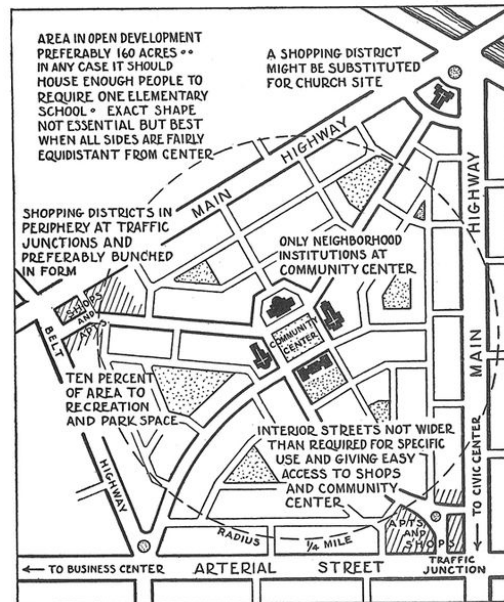 AREA IN OPEN DEVELOPMENT
PREFERABLY 160 ACRES • •
IN ANY CASE IT SHOULD
HOUSE ENOUGH PEOPLE TO
REQUIRE ONE ELEMENTARY
SCHOOL • EXACT SHAPE
NOT ESSENTIAL BUT BEST
WHEN ALL SIDES ARE FAIRLY
EQUIDISTANT FROM CENTER
A SHOPPING DISTRICT
MIGHT BE SUBSTITUTED
FOR CHURCH SITE
MAIN HIGHWAY
SHOPPING DISTRICTS IN
PERIPHERY AT TRAFFIC
JUNCTIONS AND
PREFERABLY BUNCHED
IN FORM
ONLY NEIGHBORHOOD
INSTITUTIONS AT
COMMUNITY CENTER
MAIN HIGHWAY
SHOPS
AND
APTS
COMMUNITY
CENTER
BELT HIGHWAY
TEN PERCENT
OF AREA TO
RECREATION
AND PARK SPACE
INTERIOR STREETS NOT WIDER
THAN REQUIRED FOR SPECIFIC
USE AND GIVING EASY
ACCESS TO SHOPS
AND COMMUNITY
CENTER
→ TO CIVIC CENTER
APTS
AND
SHOPS
RADIUS 1/4 MILE
TRAFFIC
JUNCTION
← TO BUSINESS CENTER
ARTERIAL STREET